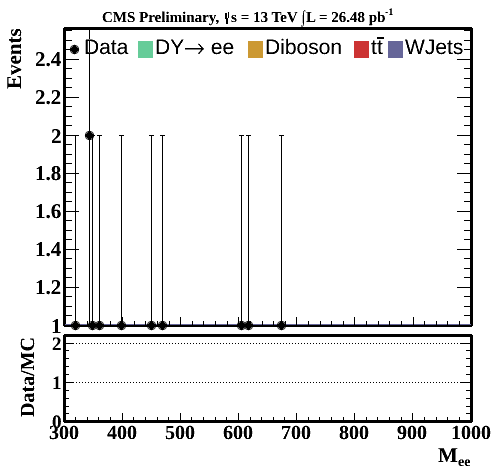 CMS Preliminary, √s = 13 TeV ∫L = 26.48 pb⁻¹
Events
Data DY→ ee Diboson tt̄ WJets
2.4
2.2
2
1.8
1.6
1.4
1.2
1
Data/MC
2
1
0
300 400 500 600 700 800 900 1000
Mee